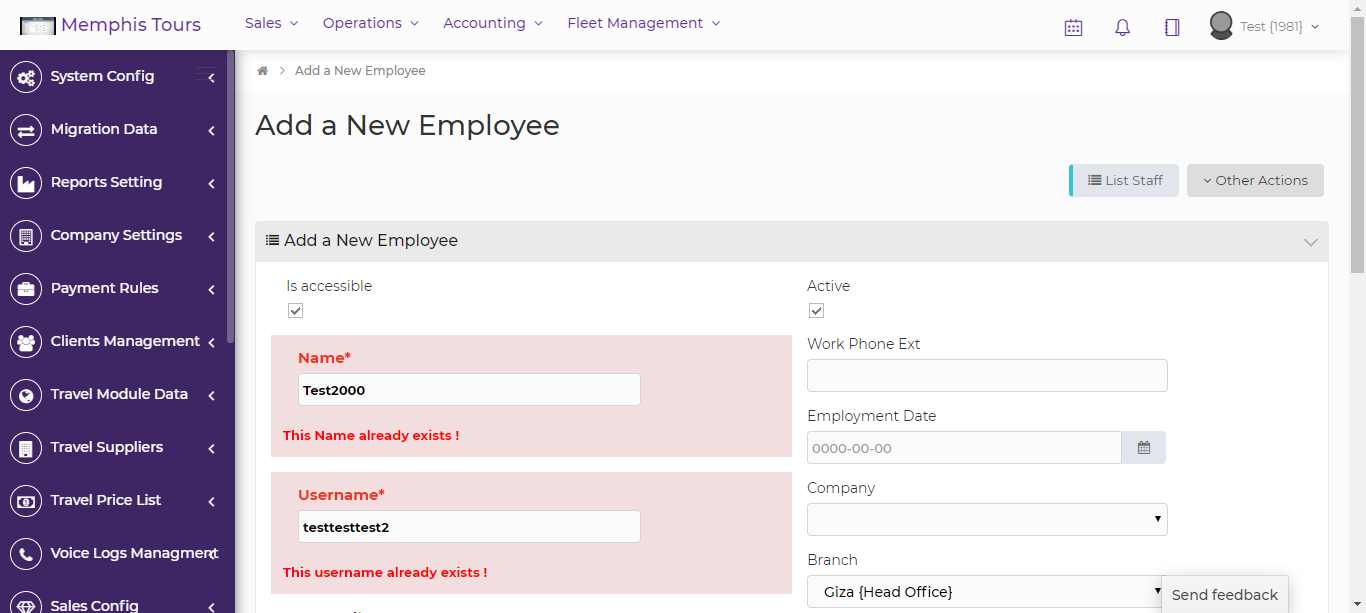 Memphis Tours
Sales
Operations
Accounting
Fleet Management
Test {1981}
System Config
Migration Data
Reports Setting
Company Settings
Payment Rules
Clients Management
Travel Module Data
Travel Suppliers
Travel Price List
Voice Logs Managment
Sales Config
Add a New Employee
Add a New Employee
List Staff
Other Actions
Add a New Employee
Is accessible
Active
Name*
Test2000
This Name already exists !
Work Phone Ext
Employment Date
0000-00-00
Username*
testtesttest2
This username already exists !
Company
Branch
Giza {Head Office}
Send feedback